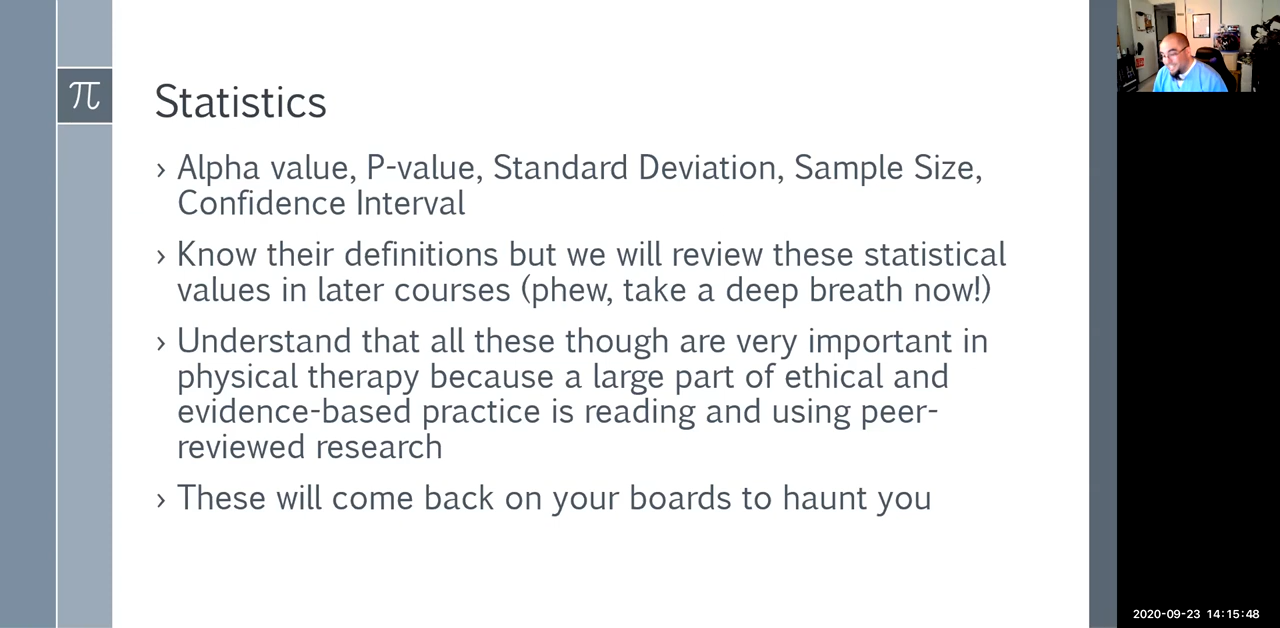 π
Statistics
› Alpha value, P-value, Standard Deviation, Sample Size,
Confidence Interval
› Know their definitions but we will review these statistical
values in later courses (phew, take a deep breath now!)
› Understand that all these though are very important in
physical therapy because a large part of ethical and
evidence-based practice is reading and using peer-
reviewed research
› These will come back on your boards to haunt you
2020-09-23 14:15:48